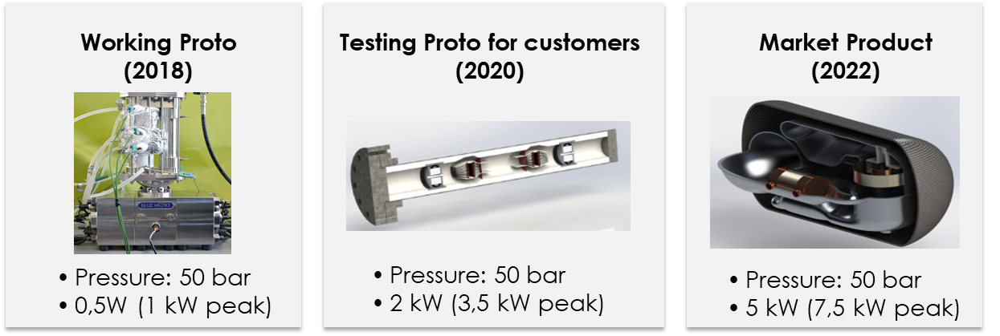 Working Proto
(2018)
BLUE HEART
• Pressure: 50 bar
• 0,5W (1 kW peak)
Testing Proto for customers
(2020)
• Pressure: 50 bar
• 2 kW (3,5 kW peak)
Market Product
(2022)
• Pressure: 50 bar
• 5 kW (7,5 kW peak)